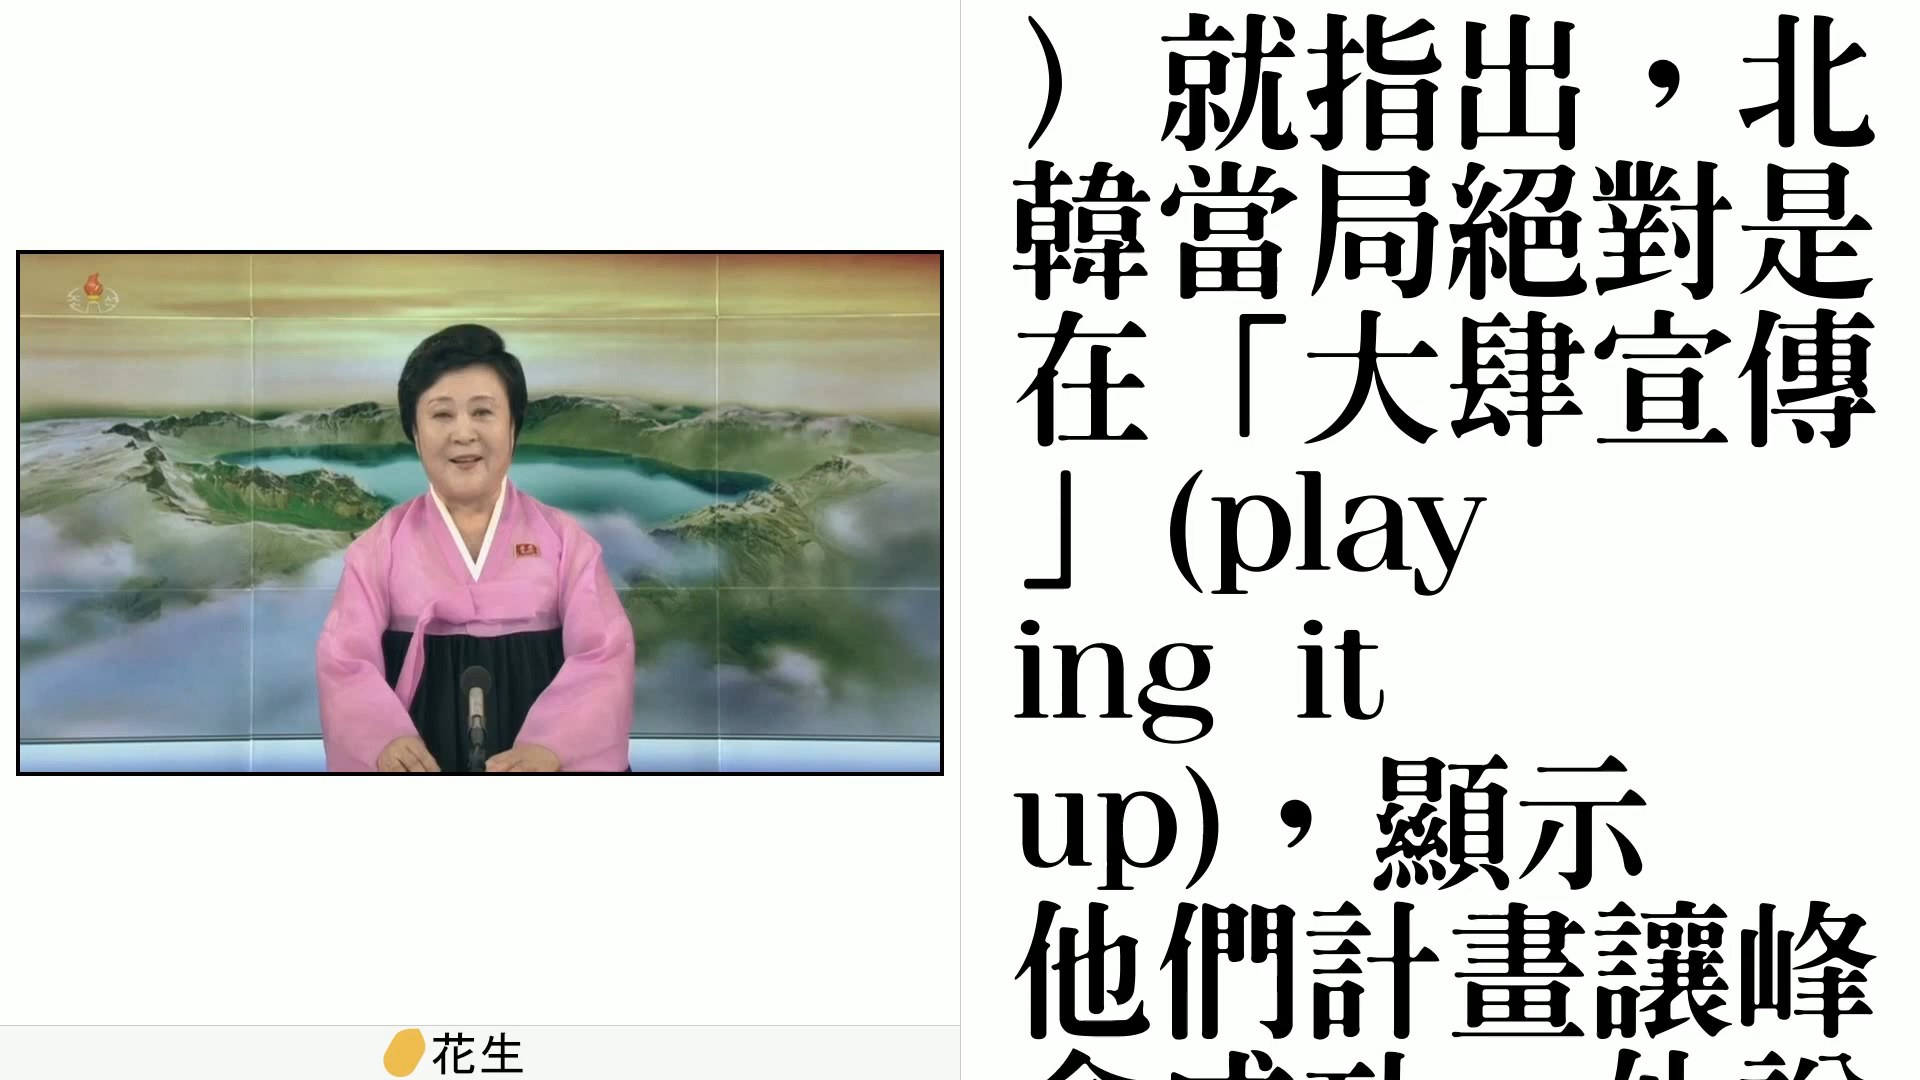 ）就指出，北
韓當局絕對是
在「大肆宣傳
」(play
ing it
up)，顯示
他們計畫讓峰
花生